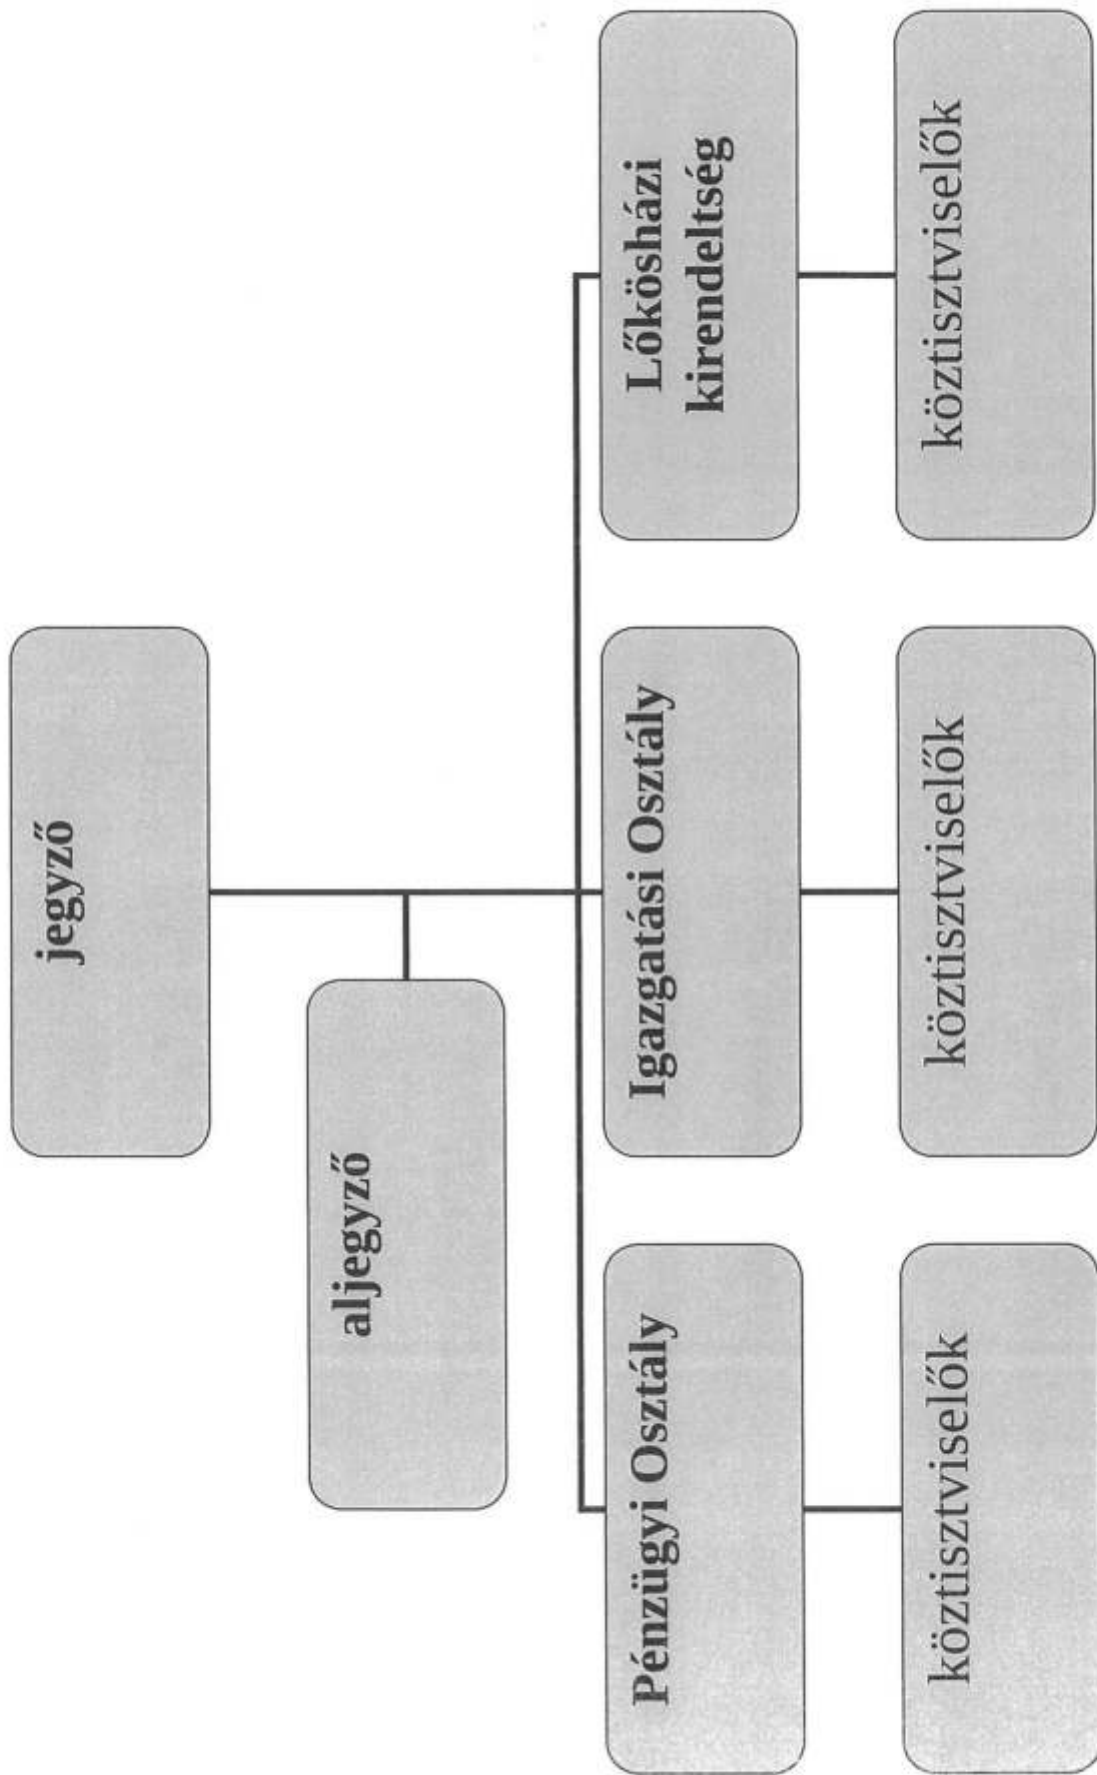 jegyző
aljegyző
Pénzügyi Osztály
Igazgatási Osztály
Lőkösházi
kirendeltség
köztisztviselők
köztisztviselők
köztisztviselők